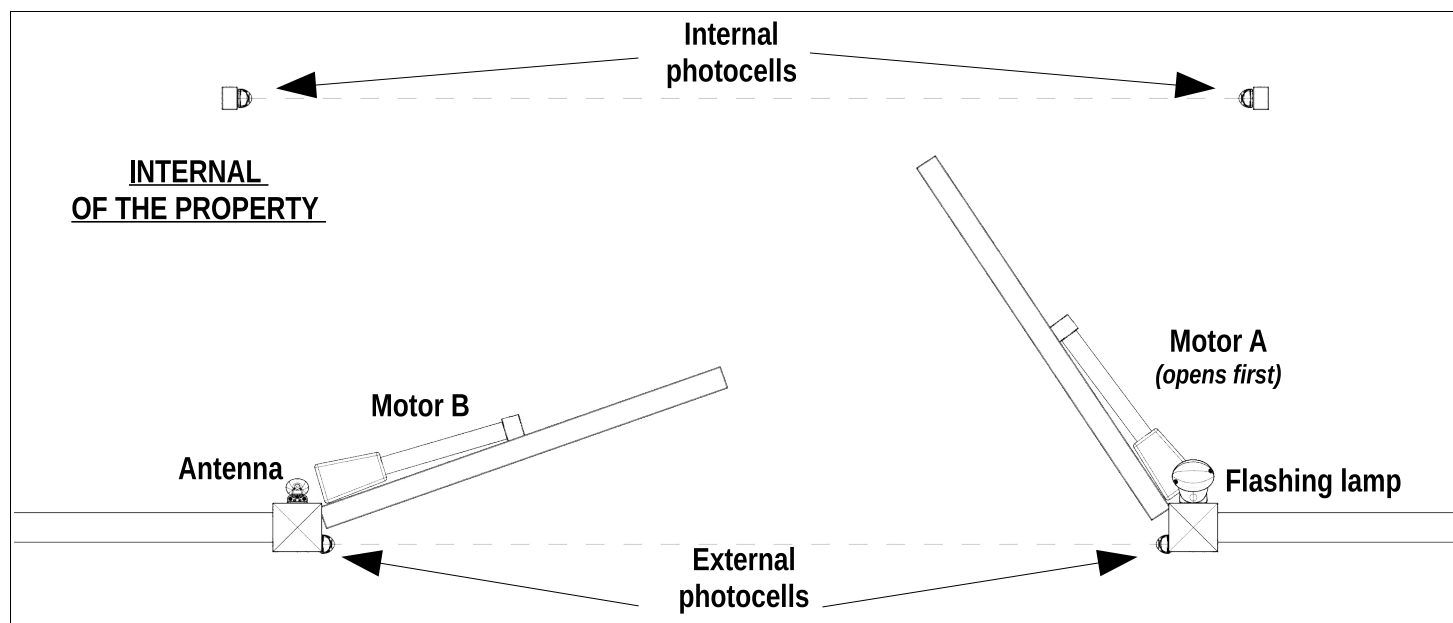 Internal
photocells
INTERNAL
OF THE PROPERTY
Motor A
(opens first)
Motor B
Antenna
Flashing lamp
External
photocells